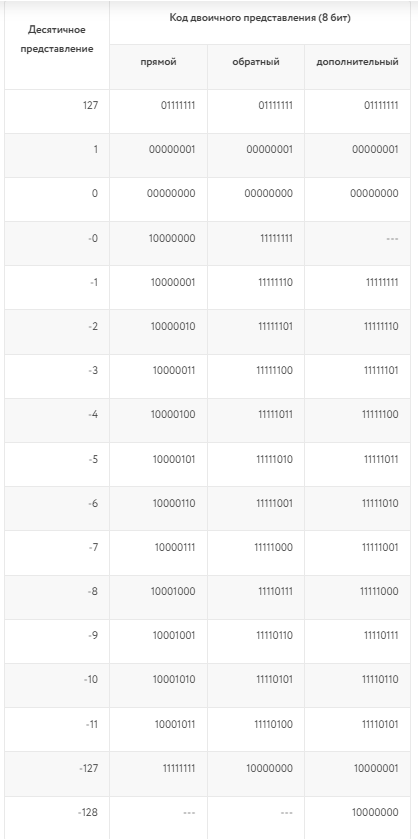 Десятичное представление
Код двоичного представления (8 бит)
прямой обратный дополнительный
127 01111111 01111111 01111111
1 00000001 00000001 00000001
0 00000000 00000000 00000000
-0 10000000 11111111 ---
-1 10000001 11111110 11111111
-2 10000010 11111101 11111110
-3 10000011 11111100 11111101
-4 10000100 11111011 11111100
-5 10000101 11111010 11111011
-6 10000110 11111001 11111010
-7 10000111 11111000 11111001
-8 10001000 11110111 11111000
-9 10001001 11110110 11110111
-10 10001010 11110101 11110110
-11 10001011 11110100 11110101
-127 11111111 10000000 10000001
-128 --- --- 10000000